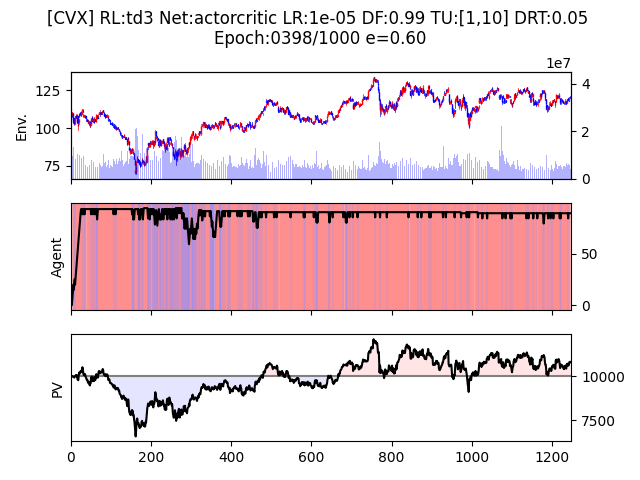 [CVX] RL:td3 Net:actorcritic LR:1e-05 DF:0.99 TU:[1,10] DRT:0.05
Epoch:0398/1000 e=0.60
1e7
125
100
75
Env.
4
2
0
Agent
50
0
PV
10000
7500
0 200 400 600 800 1000 1200